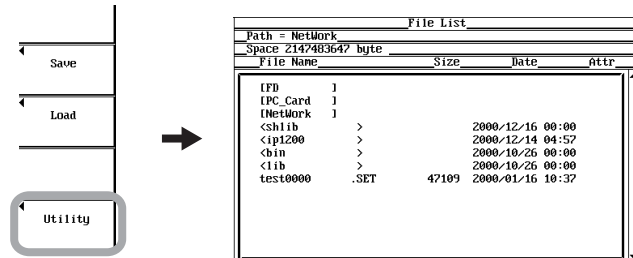 Save
Load
Utility
File List
Path = NetWork
Space 2147483647 byte
File Name Size Date Attr
[FD ]
[PC_Card ]
[NetWork ]
<shlib > 2000/12/16 00:00
<ip1200 > 2000/12/14 04:57
<bin > 2000/10/26 00:00
<lib > 2000/10/26 00:00
test0000 .SET 47109 2000/01/16 10:37